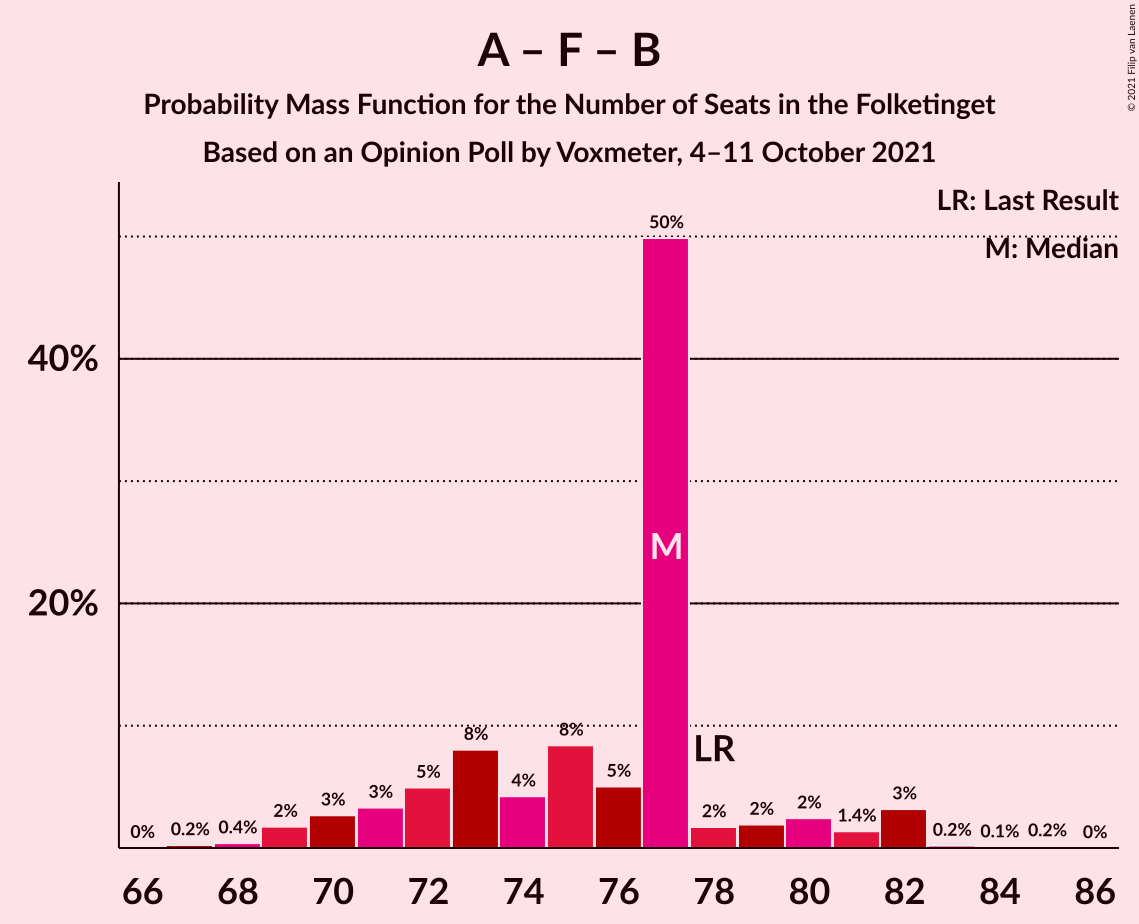 A – F – B
Probability Mass Function for the Number of Seats in the Folketinget
Based on an Opinion Poll by Voxmeter, 4–11 October 2021
© 2021 Filip van Laenen
LR: Last Result
M: Median
50%
40%
M
20%
LR
0% 0.2% 0.4% 2% 3% 3% 5% 8% 4% 8% 5% 2% 2% 2% 1.4% 3% 0.2% 0.1% 0.2% 0%
66 68 70 72 74 76 78 80 82 84 86